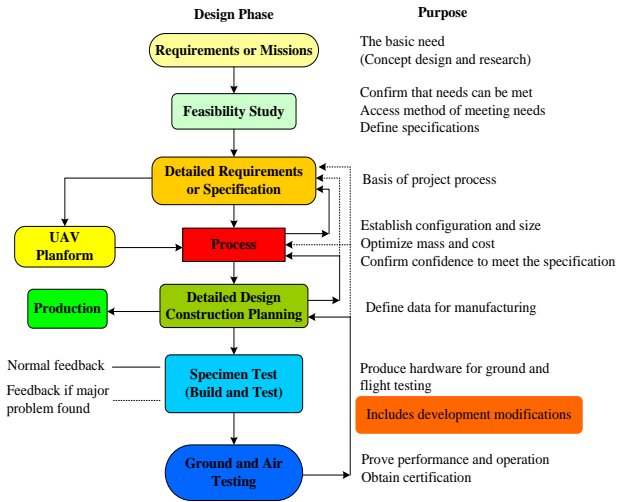 Design Phase
Purpose
Requirements or Missions
The basic need
(Concept design and research)
Feasibility Study
Confirm that needs can be met
Access method of meeting needs
Define specifications
Detailed Requirements
or Specification
Basis of project process
UAV
Planform
Process
Establish configuration and size
Optimize mass and cost
Confirm confidence to meet the specification
Production
Detailed Design
Construction Planning
Define data for manufacturing
Normal feedback
Feedback if major
problem found
Specimen Test
(Build and Test)
Produce hardware for ground and
flight testing
Includes development modifications
Ground and Air
Testing
Prove performance and operation
Obtain certification